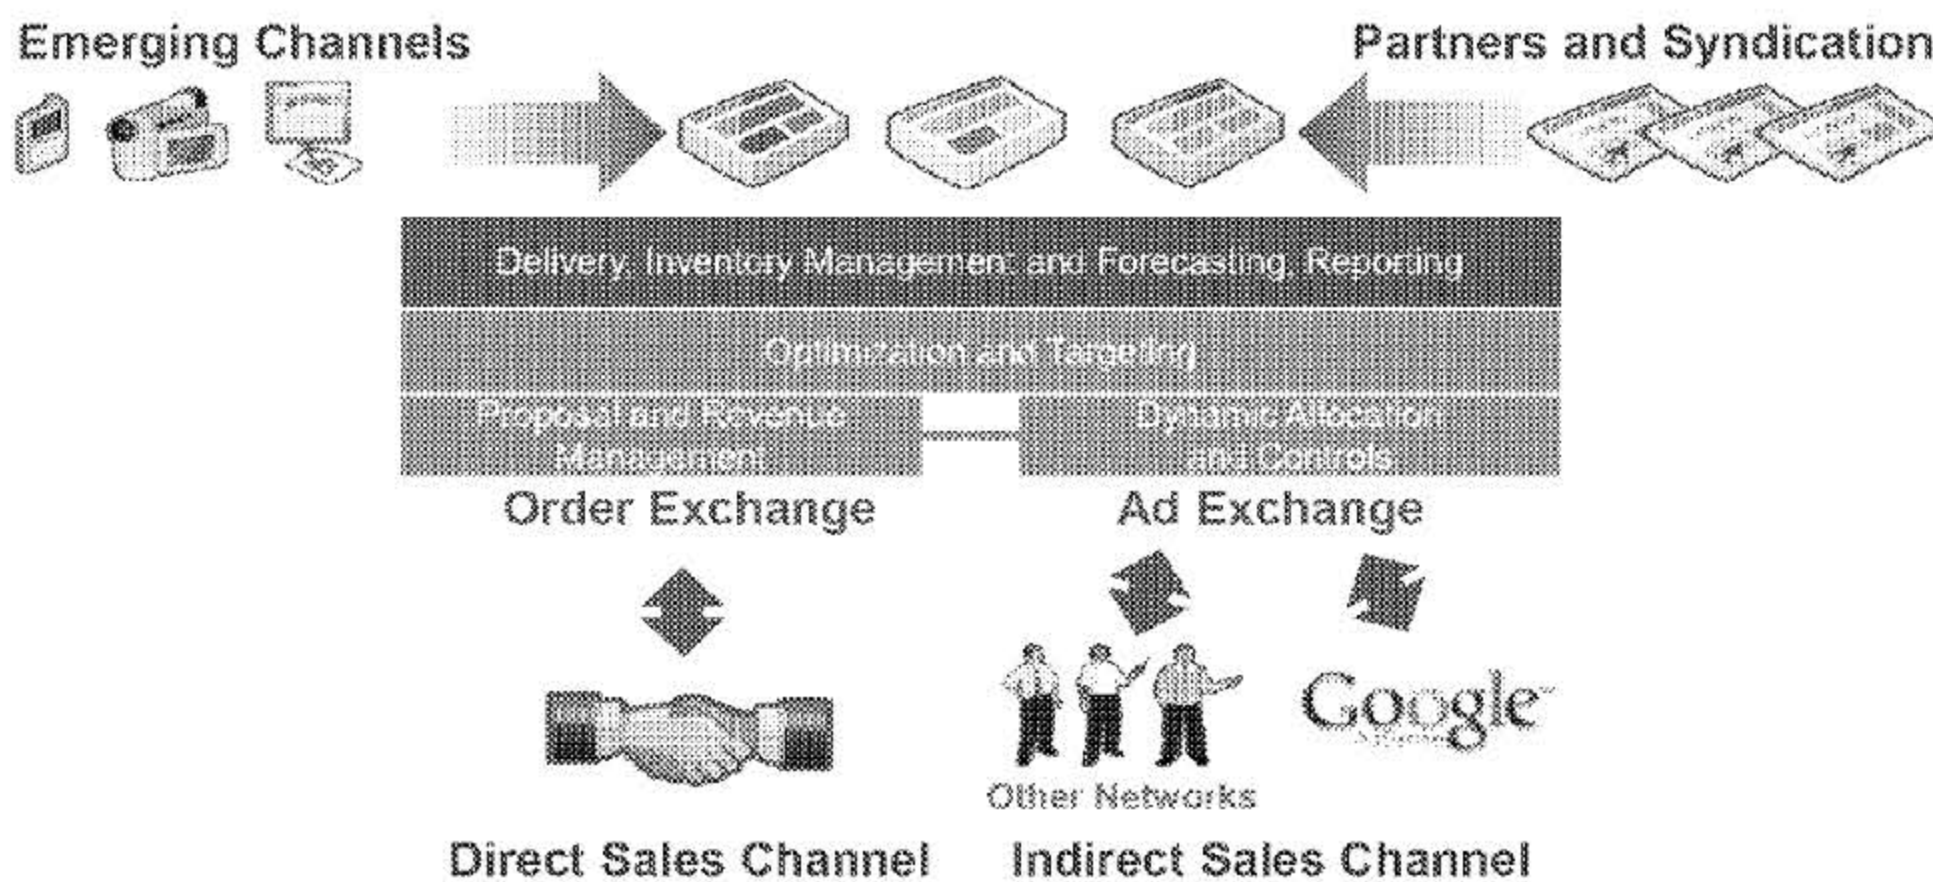 Emerging Channels
Partners and Syndication
Delivery, Inventory Management and Forecasting, Reporting
Optimization and Targeting
Proposal and Revenue
Management
Dynamic Allocation
and Controls
Order Exchange
Ad Exchange
Google
Other Networks
Direct Sales Channel
Indirect Sales Channel